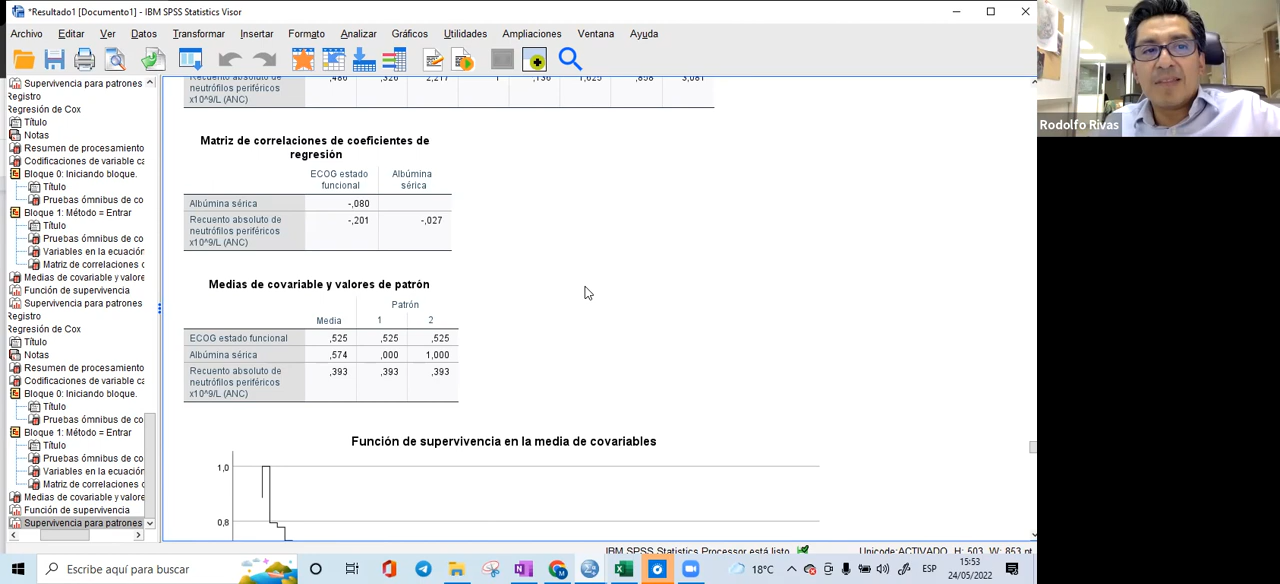 *Resultado1 [Documento1] - IBM SPSS Statistics Visor
Archivo Editar Ver Datos Transformar Insertar Formato Analizar Gráficos Utilidades Ampliaciones Ventana Ayuda
Supervivencia para patrones
Registro
Regresión de Cox
Título
Notas
Resumen de procesamiento
Codificaciones de variable ca
Bloque 0: Iniciando bloque.
Título
Pruebas ómnibus de co
Bloque 1: Método = Entrar
Título
Pruebas ómnibus de co
Variables en la ecuación
Matriz de correlaciones c
Medias de covariable y valore
Función de supervivencia
Supervivencia para patrones
Registro
Regresión de Cox
Título
Notas
Resumen de procesamiento
Codificaciones de variable ca
Bloque 0: Iniciando bloque.
Título
Pruebas ómnibus de co
Bloque 1: Método = Entrar
Título
Pruebas ómnibus de co
Variables en la ecuación
Matriz de correlaciones c
Medias de covariable y valore
Función de supervivencia
Supervivencia para patrones
Recuento absoluto de
neutrófilos periféricos
x10^9/L (ANC)
,486 ,326 2,217 1 ,136 1,625 ,858 3,081
Matriz de correlaciones de coeficientes de
regresión
ECOG estado
funcional
Albúmina
sérica
Albúmina sérica -,080
Recuento absoluto de
neutrófilos periféricos
x10^9/L (ANC)
-,201 -,027
Medias de covariable y valores de patrón
Patrón
Media 1 2
ECOG estado funcional ,525 ,525 ,525
Albúmina sérica ,574 ,000 1,000
Recuento absoluto de
neutrófilos periféricos
x10^9/L (ANC)
,393 ,393 ,393
Función de supervivencia en la media de covariables
1,0
0,8
IBM SPSS Statistics Processor está listo
Unicode:ACTIVADO H: 503, W: 853 pt
Escribe aquí para buscar
18°C
ESP
15:53
24/05/2022
Rodolfo Rivas